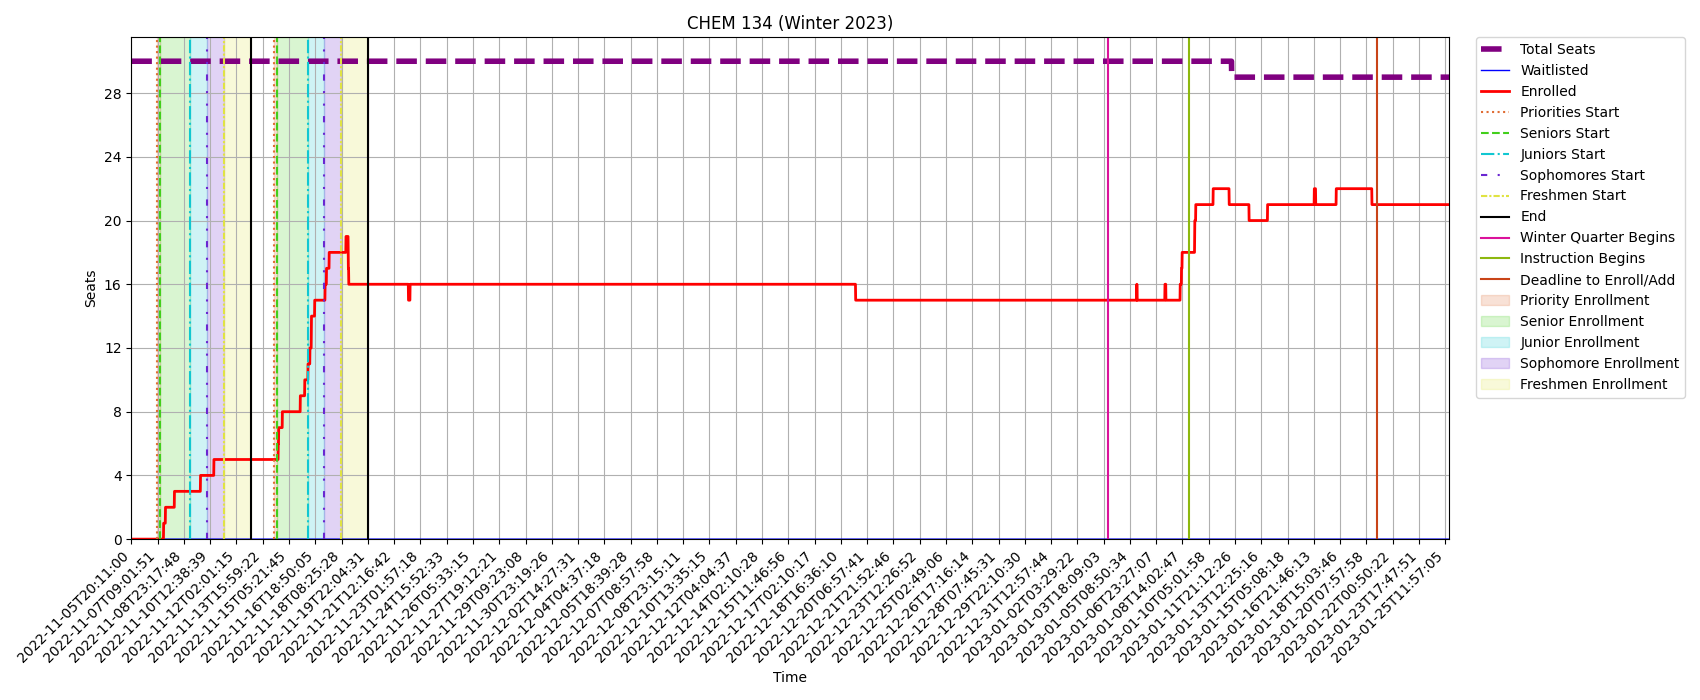 CHEM 134 (Winter 2023)
Seats
28
24
20
16
12
8
4
0
2022-11-05T20:11:00
2022-11-07T09:01:51
2022-11-08T23:17:48
2022-11-10T12:38:39
2022-11-12T02:01:15
2022-11-13T15:59:22
2022-11-15T05:21:45
2022-11-16T18:50:05
2022-11-18T08:25:28
2022-11-19T22:04:31
2022-11-21T12:16:42
2022-11-23T01:57:18
2022-11-24T15:52:33
2022-11-26T05:33:15
2022-11-27T19:12:21
2022-11-29T09:23:08
2022-11-30T23:19:26
2022-12-02T14:27:31
2022-12-04T04:37:18
2022-12-05T18:39:28
2022-12-07T08:57:58
2022-12-08T23:15:11
2022-12-10T13:35:15
2022-12-12T04:04:37
2022-12-14T02:10:28
2022-12-15T11:46:56
2022-12-17T02:10:17
2022-12-18T16:36:10
2022-12-20T06:57:41
2022-12-21T21:52:46
2022-12-23T12:26:52
2022-12-25T02:49:06
2022-12-26T17:16:14
2022-12-28T07:45:31
2022-12-29T22:10:30
2022-12-31T12:57:44
2023-01-02T03:29:22
2023-01-03T18:09:03
2023-01-05T08:50:34
2023-01-06T23:27:07
2023-01-08T14:02:47
2023-01-10T05:01:58
2023-01-11T21:12:26
2023-01-13T12:25:16
2023-01-15T05:08:18
2023-01-16T21:46:13
2023-01-18T15:03:46
2023-01-20T07:57:58
2023-01-22T00:50:22
2023-01-23T17:47:51
2023-01-25T11:57:05
Time
Total Seats
Waitlisted
Enrolled
Priorities Start
Seniors Start
Juniors Start
Sophomores Start
Freshmen Start
End
Winter Quarter Begins
Instruction Begins
Deadline to Enroll/Add
Priority Enrollment
Senior Enrollment
Junior Enrollment
Sophomore Enrollment
Freshmen Enrollment